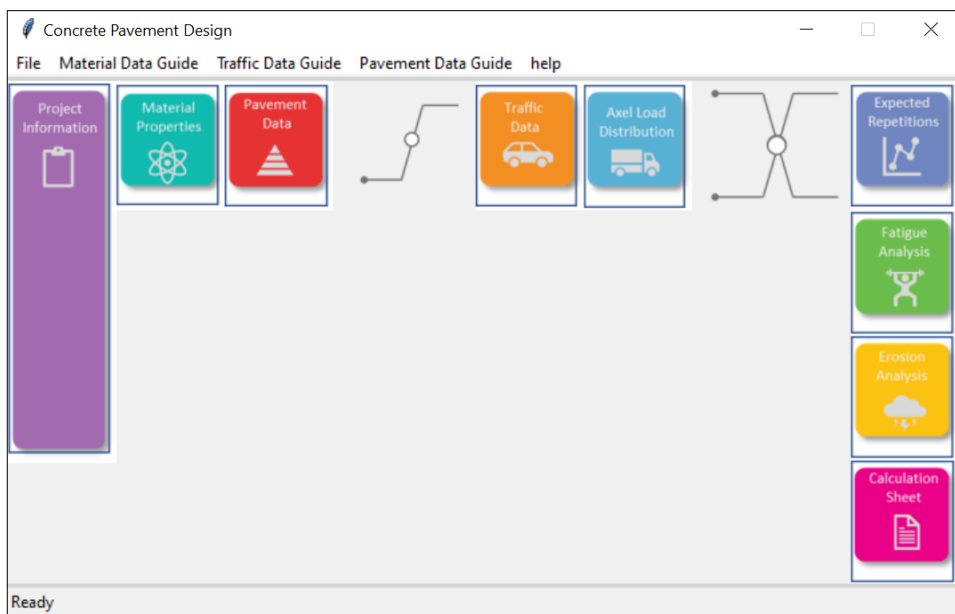 Concrete Pavement Design
File Material Data Guide Traffic Data Guide Pavement Data Guide help
Project
Information
Material
Properties
Pavement
Data
Traffic
Data
Axel Load
Distribution
Expected
Repetitions
Fatigue
Analysis
Erosion
Analysis
Calculation
Sheet
Ready